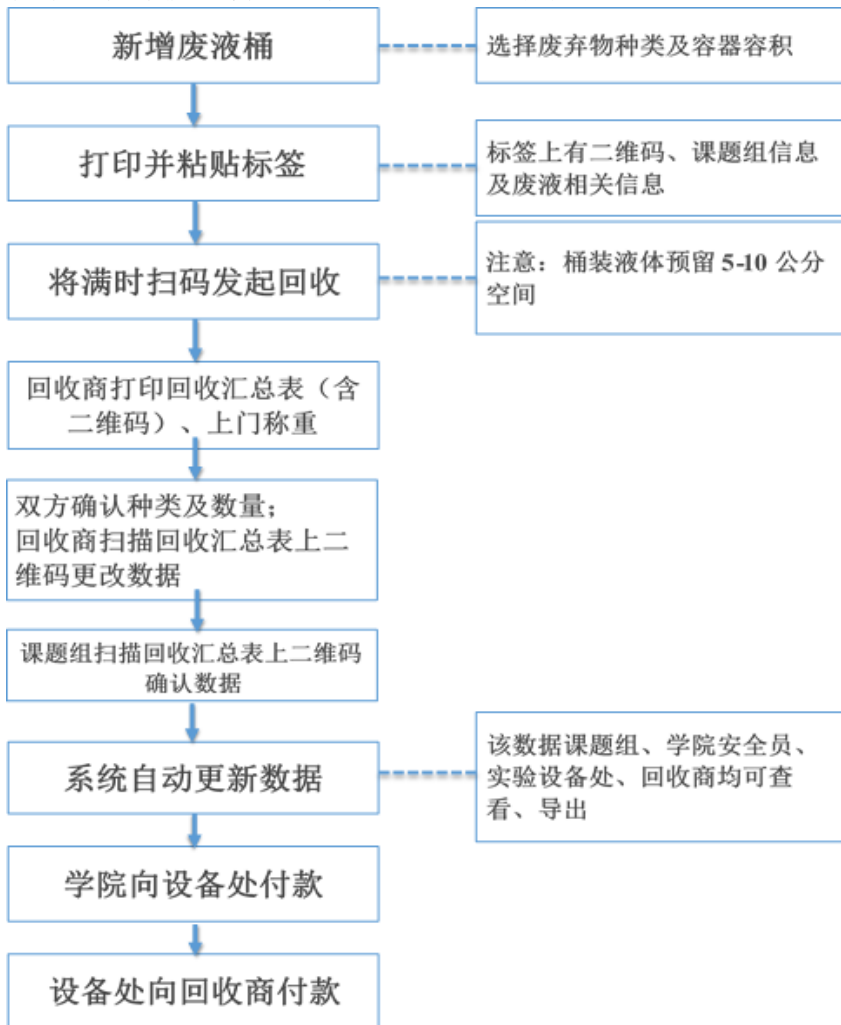 新增废液桶
选择废弃物种类及容器容积
打印并粘贴标签
标签上有二维码、课题组信息
及废液相关信息
将满时扫码发起回收
注意：桶装液体预留 5-10 公分
空间
回收商打印回收汇总表（含
二维码）、上门称重
双方确认种类及数量；
回收商扫描回收汇总表上二
维码更改数据
课题组扫描回收汇总表上二维码
确认数据
系统自动更新数据
该数据课题组、学院安全员、
实验设备处、回收商均可查
看、导出
学院向设备处付款
设备处向回收商付款